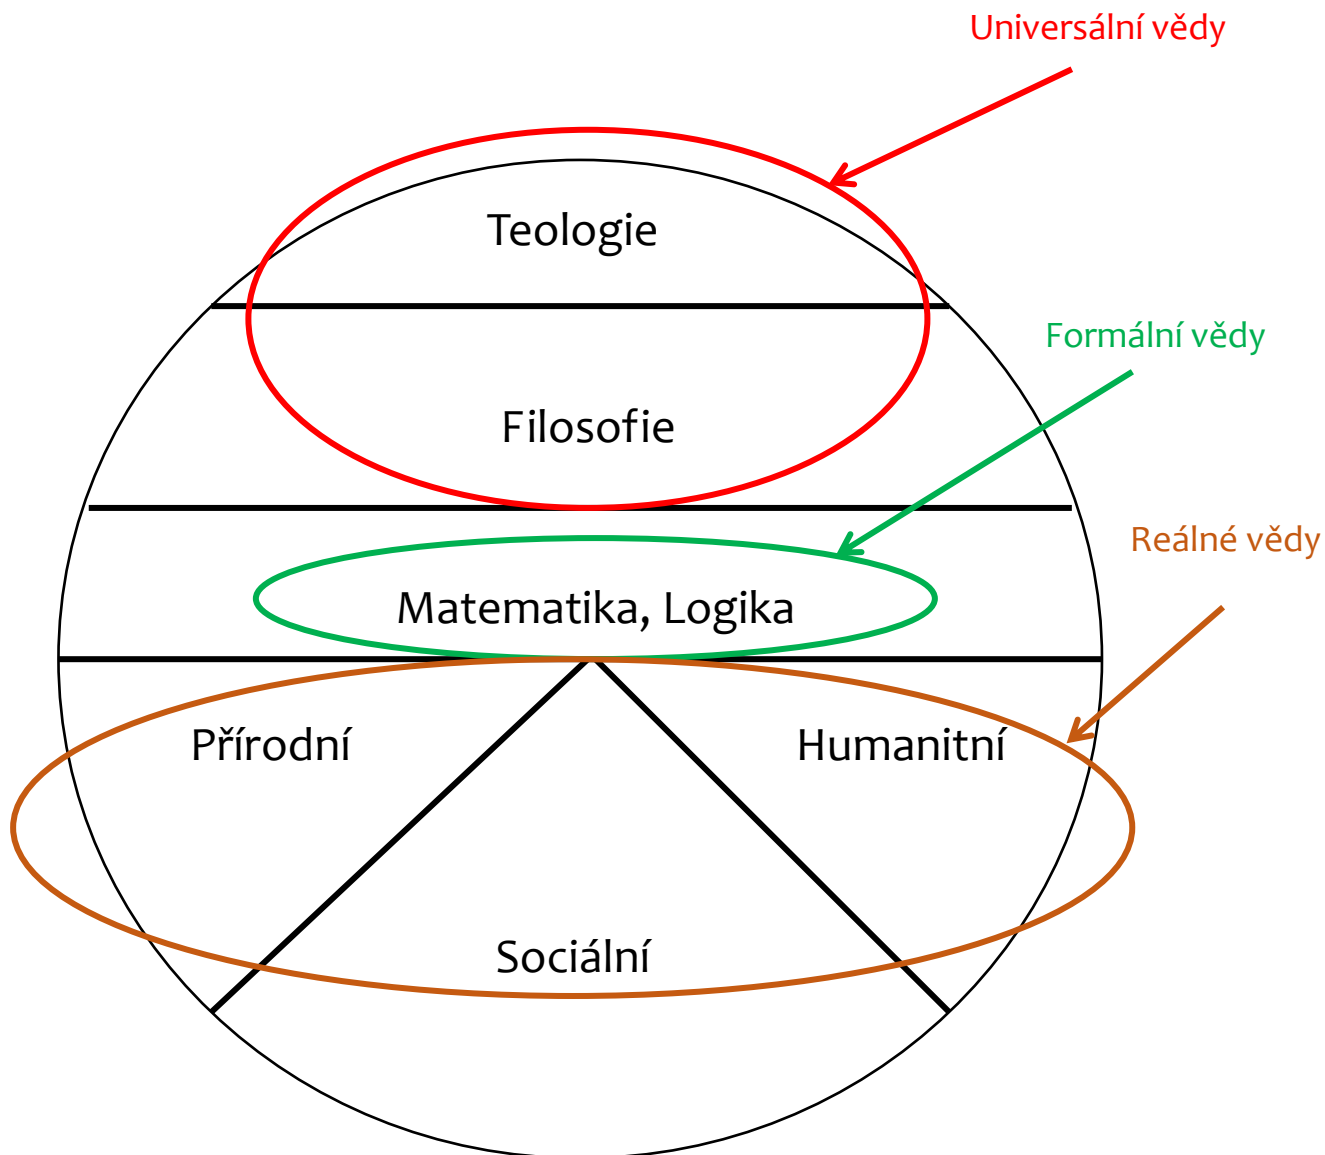 Universální vědy
Teologie
Formální vědy
Filosofie
Reálné vědy
Matematika, Logika
Přírodní
Humanitní
Sociální